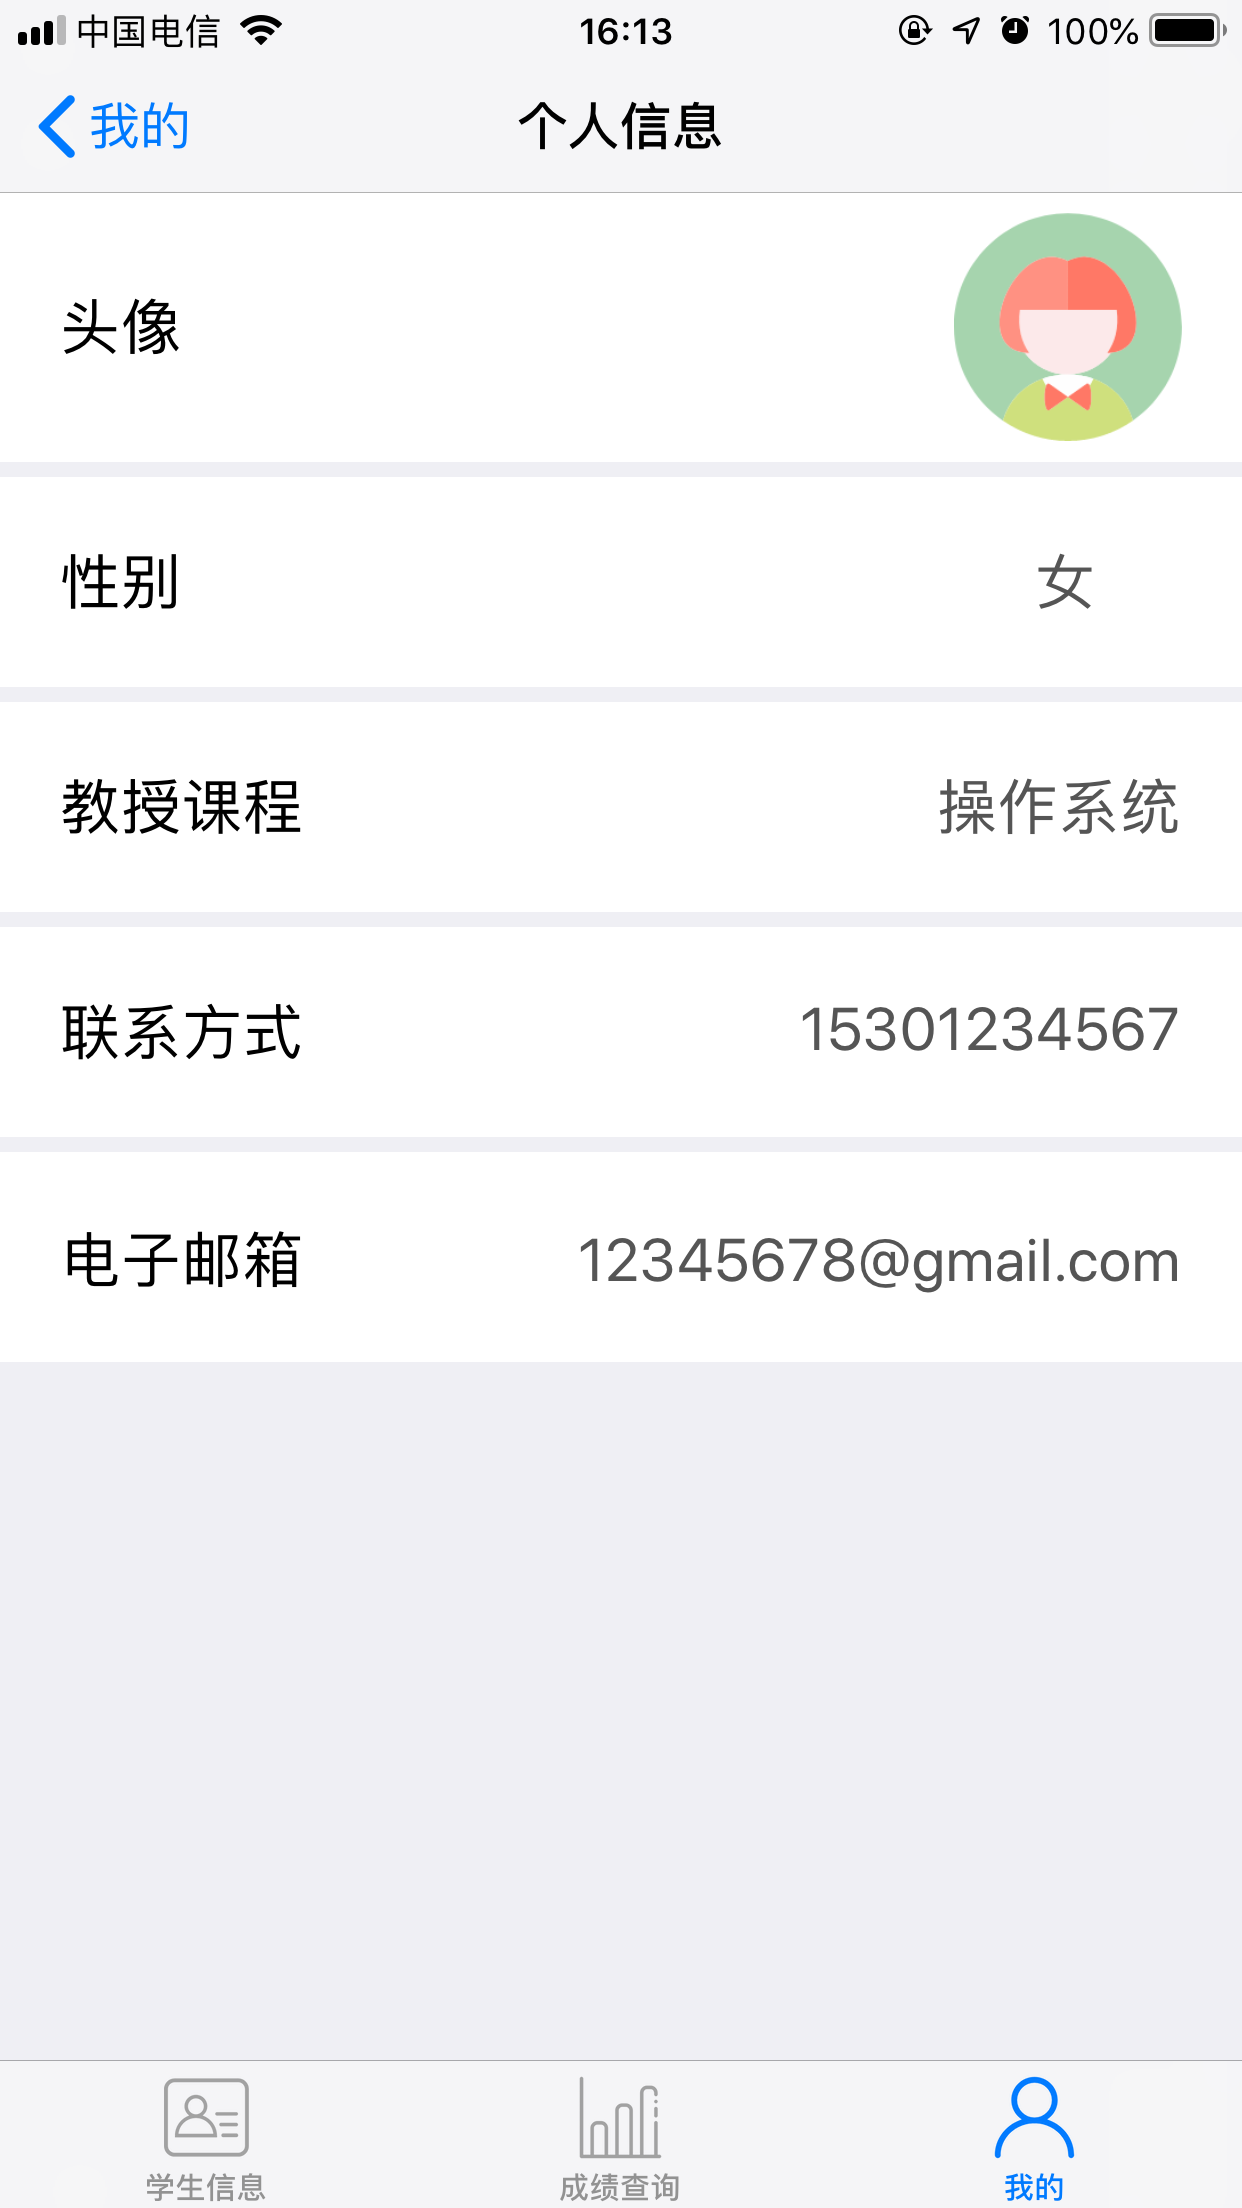 中国电信 16:13 100%
我的 个人信息
头像
性别 女
教授课程 操作系统
联系方式 15301234567
电子邮箱 12345678@gmail.com
学生信息 成绩查询 我的